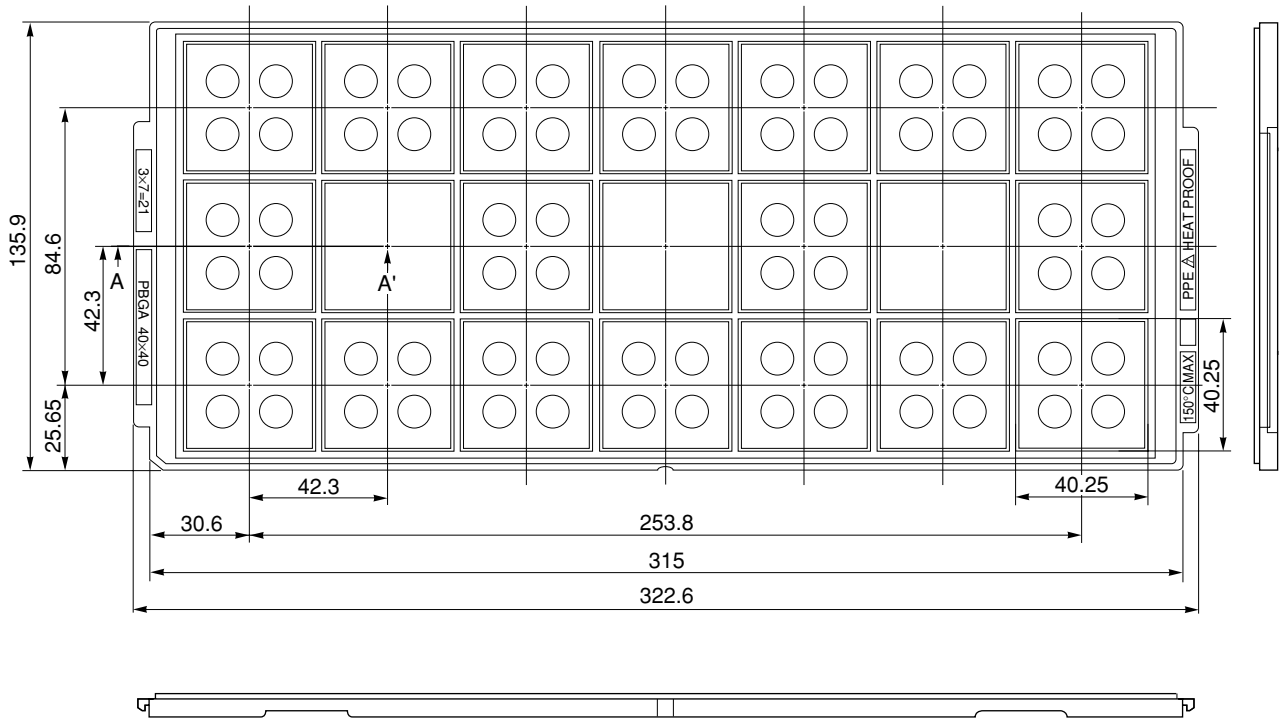 135.9
84.6
42.3
25.65
3×7=21
PBGA 40×40
A
A'
PPE ⚠ HEAT PROOF
150°C MAX
40.25
42.3
40.25
30.6
253.8
315
322.6